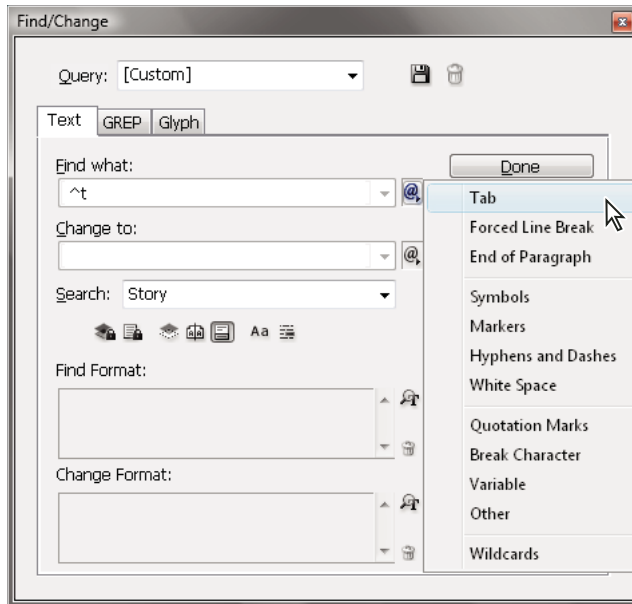 Find/Change
Query: [Custom]
Text GREP Glyph
Find what:
Done
^t
@
Tab
Change to:
Forced Line Break
@
End of Paragraph
Search: Story
Symbols
Markers
Aa
Hyphens and Dashes
Find Format:
White Space
Quotation Marks
Break Character
Change Format:
Variable
Other
Wildcards